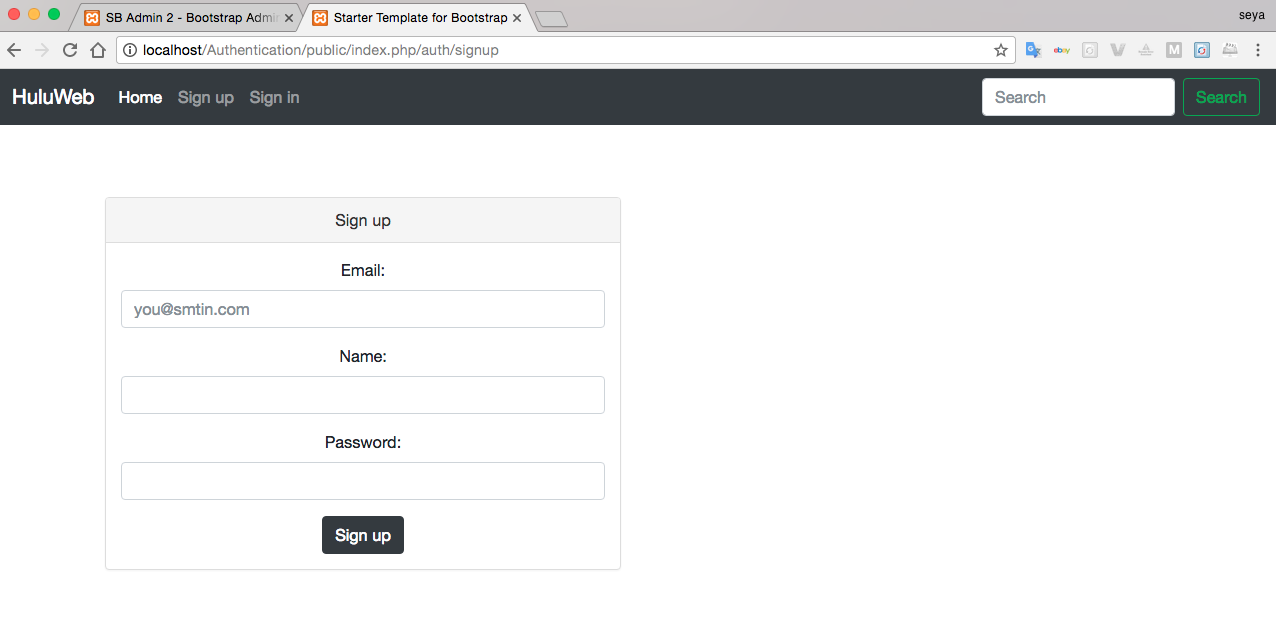 SB Admin 2 - Bootstrap Admi
Starter Template for Bootstrap
seya
localhost/Authentication/public/index.php/auth/signup
ebay
M
HuluWeb Home Sign up Sign in Search Search
Sign up
Email:
you@smtin.com
Name:
Password:
Sign up